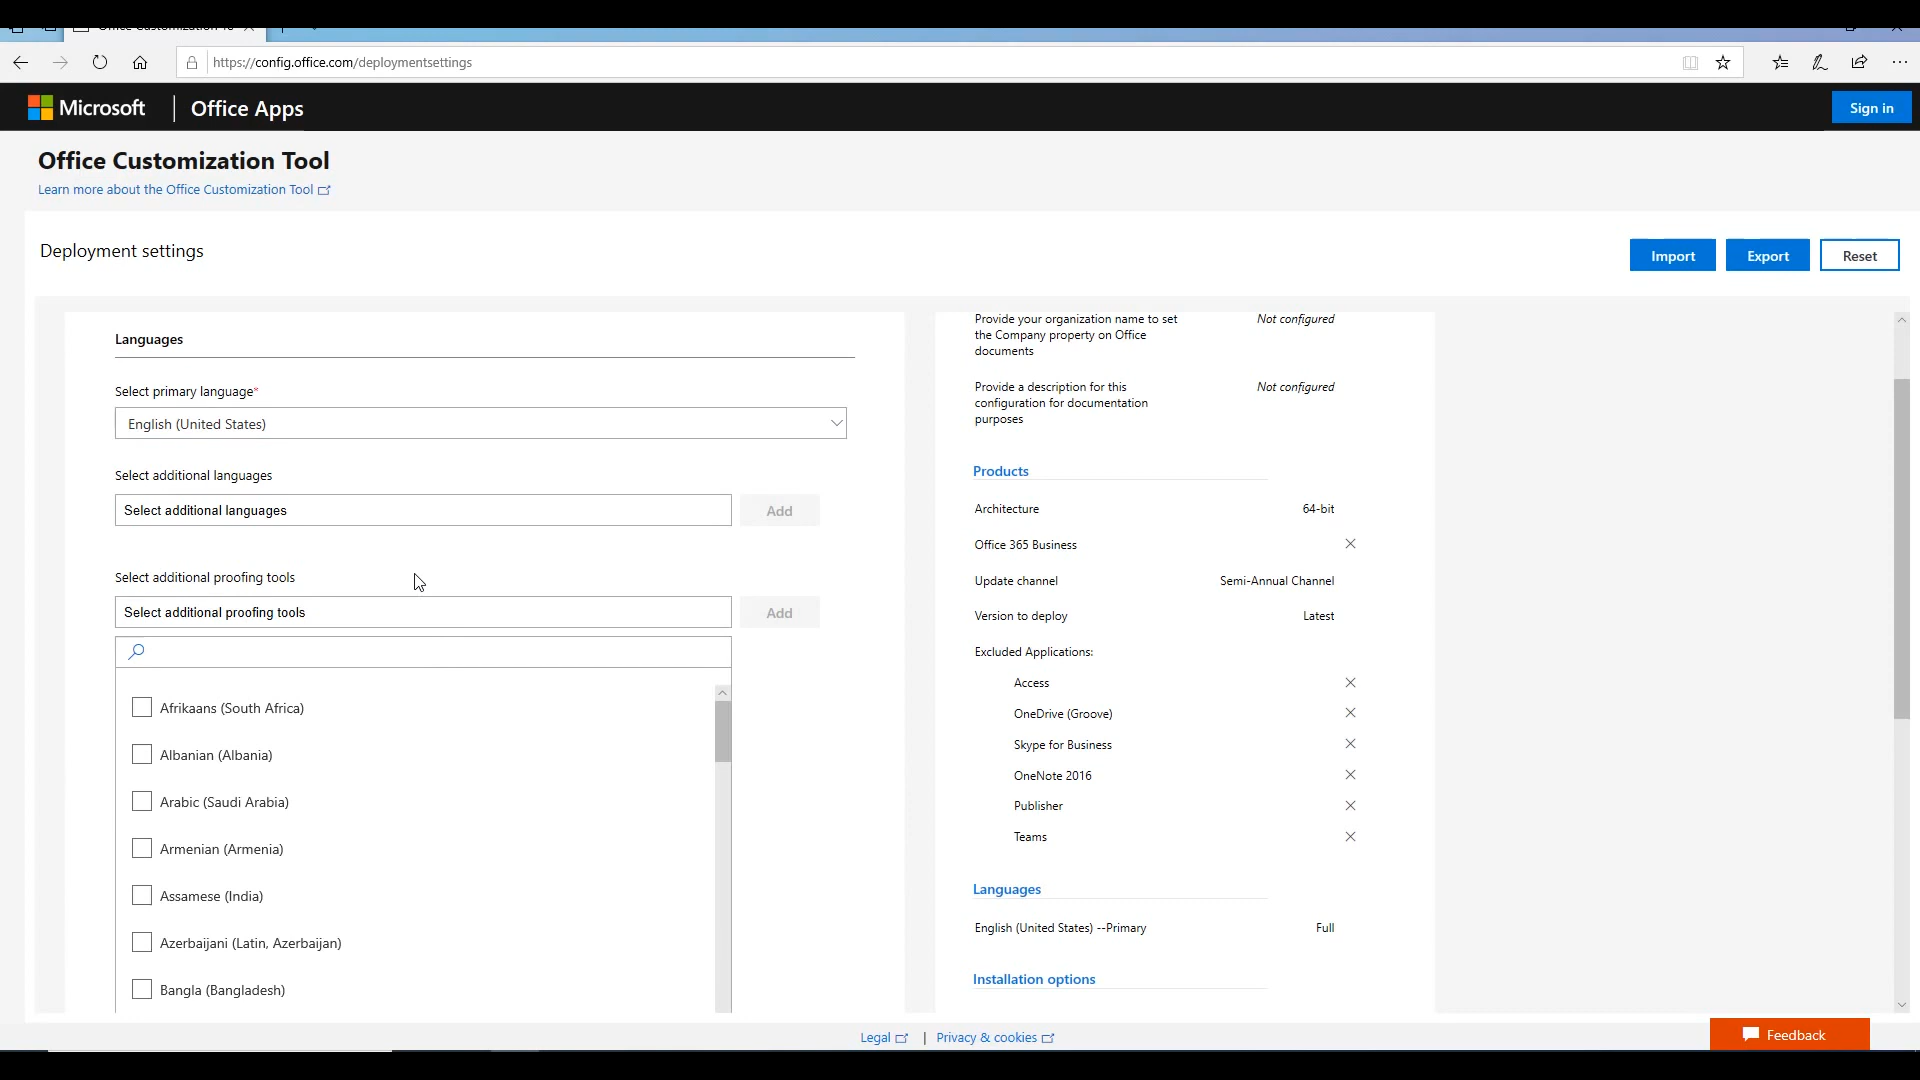 https://config.office.com/deploymentsettings
Microsoft | Office Apps
Sign in
Office Customization Tool
Learn more about the Office Customization Tool
Deployment settings
Import
Export
Reset
Languages
Select primary language*
English (United States)
Select additional languages
Select additional languages
Add
Select additional proofing tools
Select additional proofing tools
Add
Afrikaans (South Africa)
Albanian (Albania)
Arabic (Saudi Arabia)
Armenian (Armenia)
Assamese (India)
Azerbaijani (Latin, Azerbaijan)
Bangla (Bangladesh)
Provide your organization name to set
the Company property on Office
documents
Not configured
Provide a description for this
configuration for documentation
purposes
Not configured
Products
Architecture 64-bit
Office 365 Business
Update channel Semi-Annual Channel
Version to deploy Latest
Excluded Applications:
Access
OneDrive (Groove)
Skype for Business
OneNote 2016
Publisher
Teams
Languages
English (United States) --Primary Full
Installation options
Legal | Privacy & cookies
Feedback